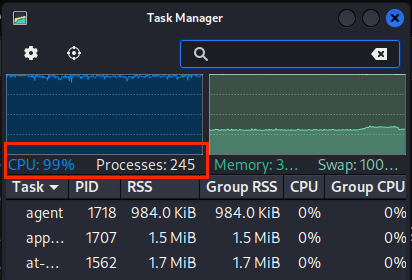 Task Manager
CPU: 99% Processes: 245 Memory: 3... Swap: 100...
Task PID RSS Group RSS CPU Group CPU
agent 1718 984.0 KiB 984.0 KiB 0% 0%
app... 1707 1.5 MiB 1.5 MiB 0% 0%
at-... 1562 1.7 MiB 1.7 MiB 0% 0%